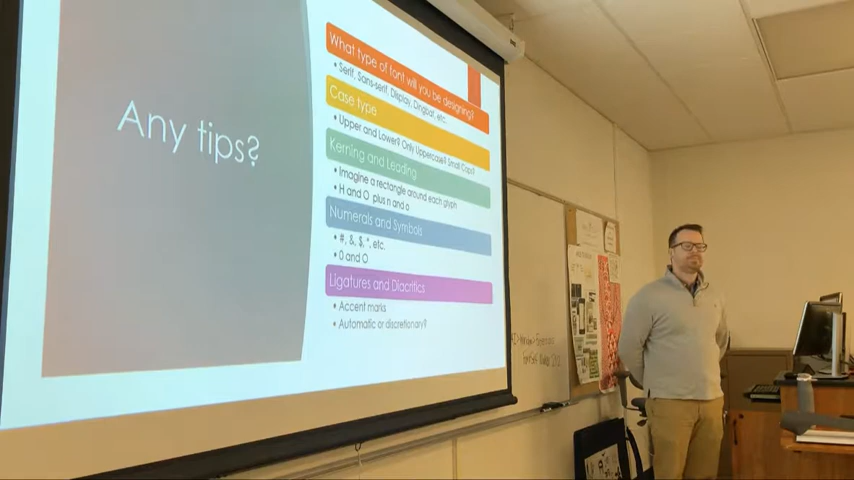 Any tips?
What type of font will you be designing?
• Serif, Sans-serif, Display, Dingbat, etc.
Case type
• Upper and Lower? Only Uppercase? Small Caps?
Kerning and Leading
• Imagine a rectangle around each glyph
• H and O plus n and o
Numerals and Symbols
• #, &, $, *, etc.
• 0 and O
Ligatures and Diacritics
• Accent marks
• Automatic or discretionary?